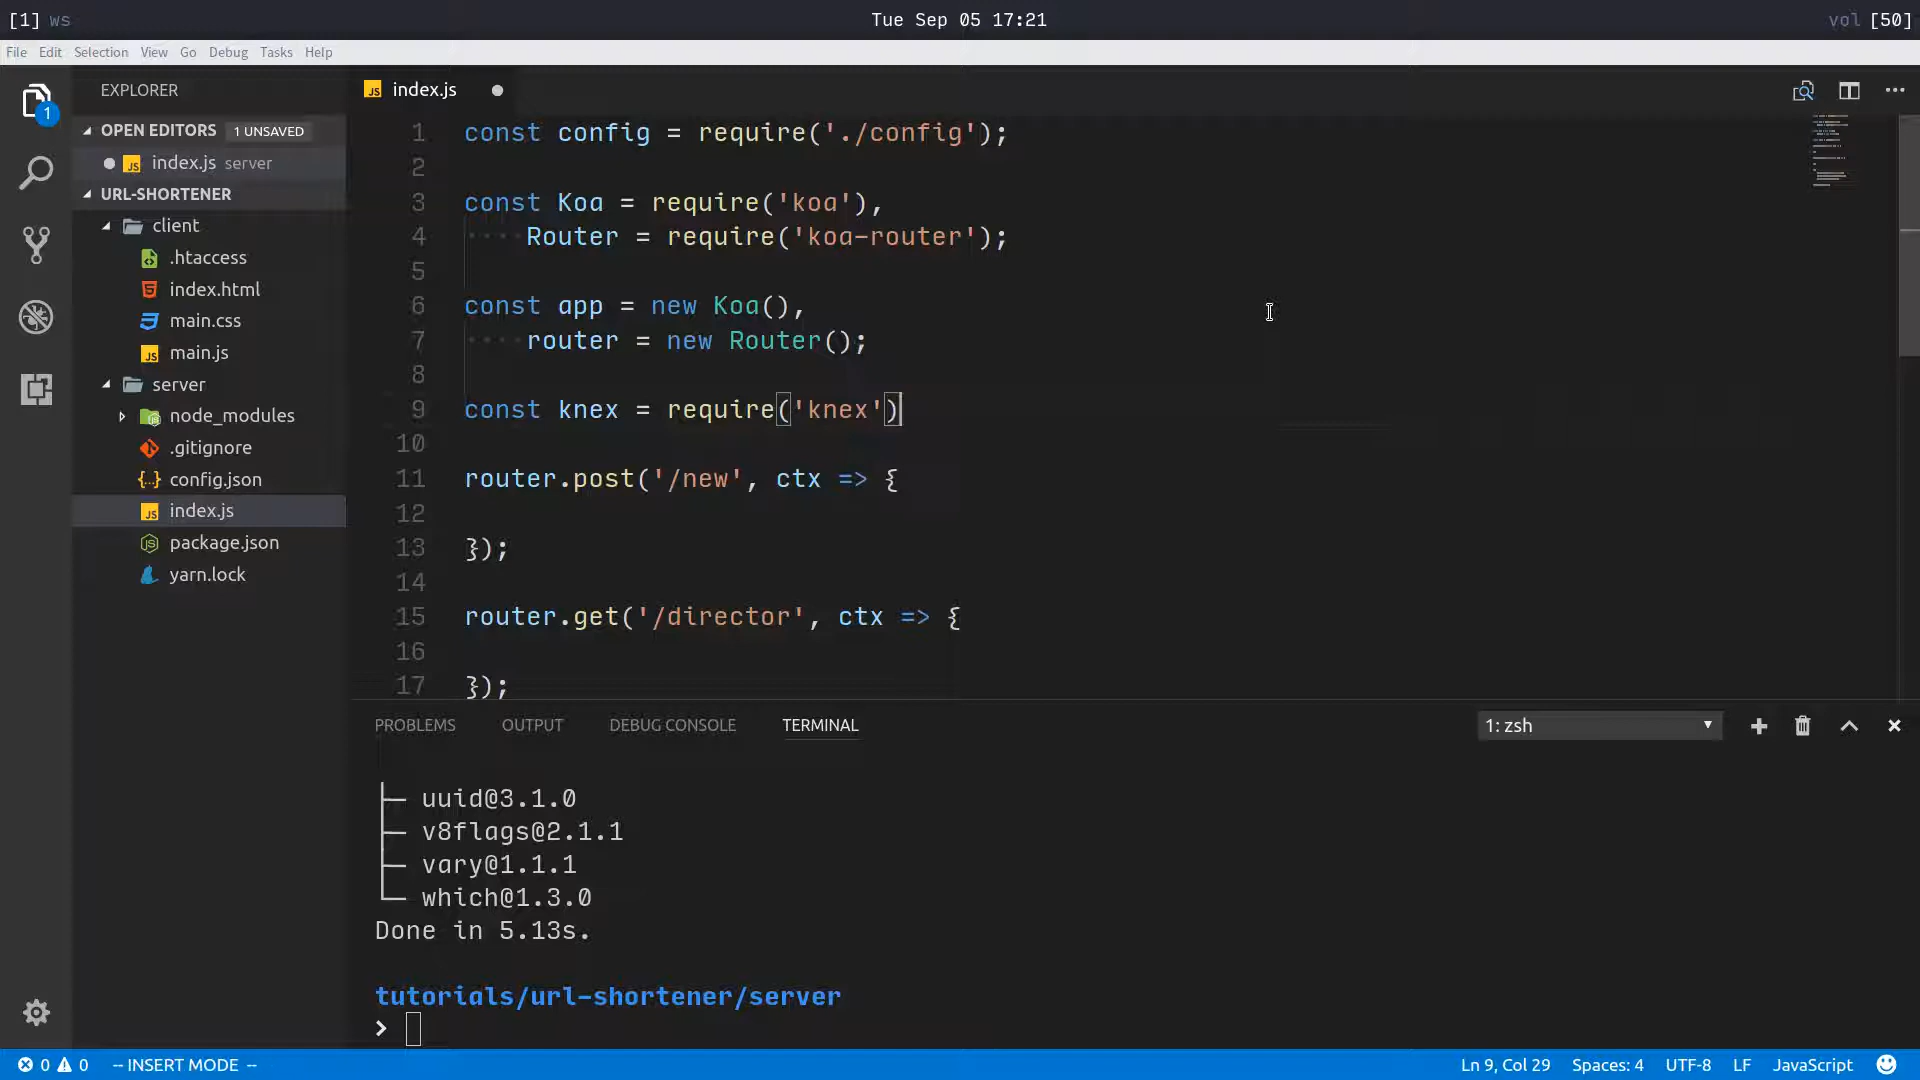 [1] ws
Tue Sep 05 17:21
vol [50]
File Edit Selection View Go Debug Tasks Help
EXPLORER
OPEN EDITORS 1 UNSAVED
index.js server
URL-SHORTENER
client
.htaccess
index.html
main.css
main.js
server
node_modules
.gitignore
config.json
index.js
package.json
yarn.lock
1
index.js
1 const config = require('./config');
2
3 const Koa = require('koa'),
4 ····Router = require('koa-router');
5
6 const app = new Koa(),
7 ····router = new Router();
8
9 const knex = require('knex')
10
11 router.post('/new', ctx => {
12
13 });
14
15 router.get('/director', ctx => {
16
17 });
PROBLEMS OUTPUT DEBUG CONSOLE TERMINAL
1: zsh
├─ uuid@3.1.0
├─ v8flags@2.1.1
├─ vary@1.1.1
└─ which@1.3.0
Done in 5.13s.
tutorials/url-shortener/server
>
0 0 -- INSERT MODE --
Ln 9, Col 29 Spaces: 4 UTF-8 LF JavaScript